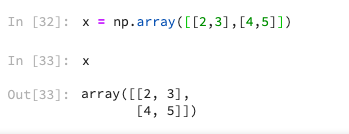 In [32]: x = np.array([[2,3],[4,5]])
In [33]: x
Out[33]: array([[2, 3],
[4, 5]])